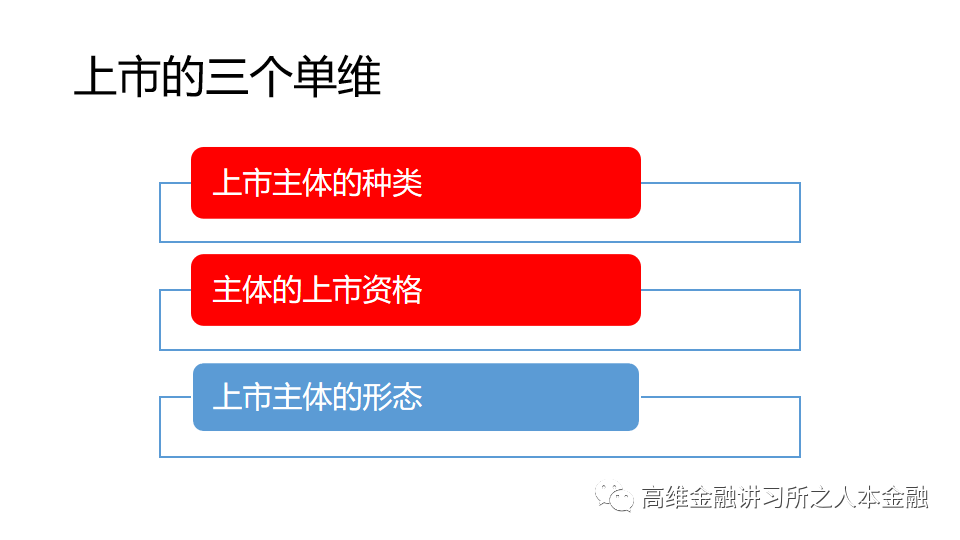 上市的三个单维
上市主体的种类
主体的上市资格
上市主体的形态
高维金融讲习所之人本金融